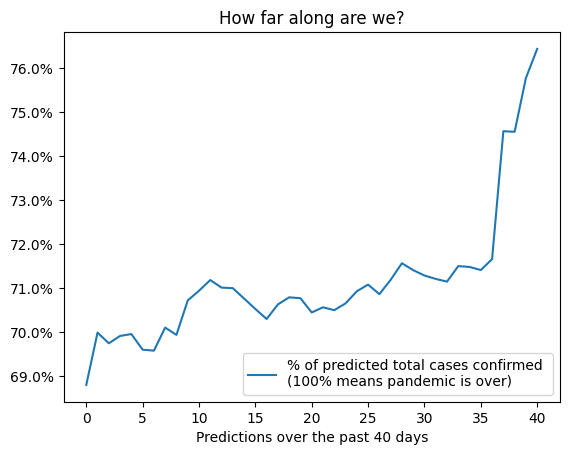 How far along are we?
76.0%
75.0%
74.0%
73.0%
72.0%
71.0%
70.0%
69.0%
% of predicted total cases confirmed
(100% means pandemic is over)
0 5 10 15 20 25 30 35 40
Predictions over the past 40 days